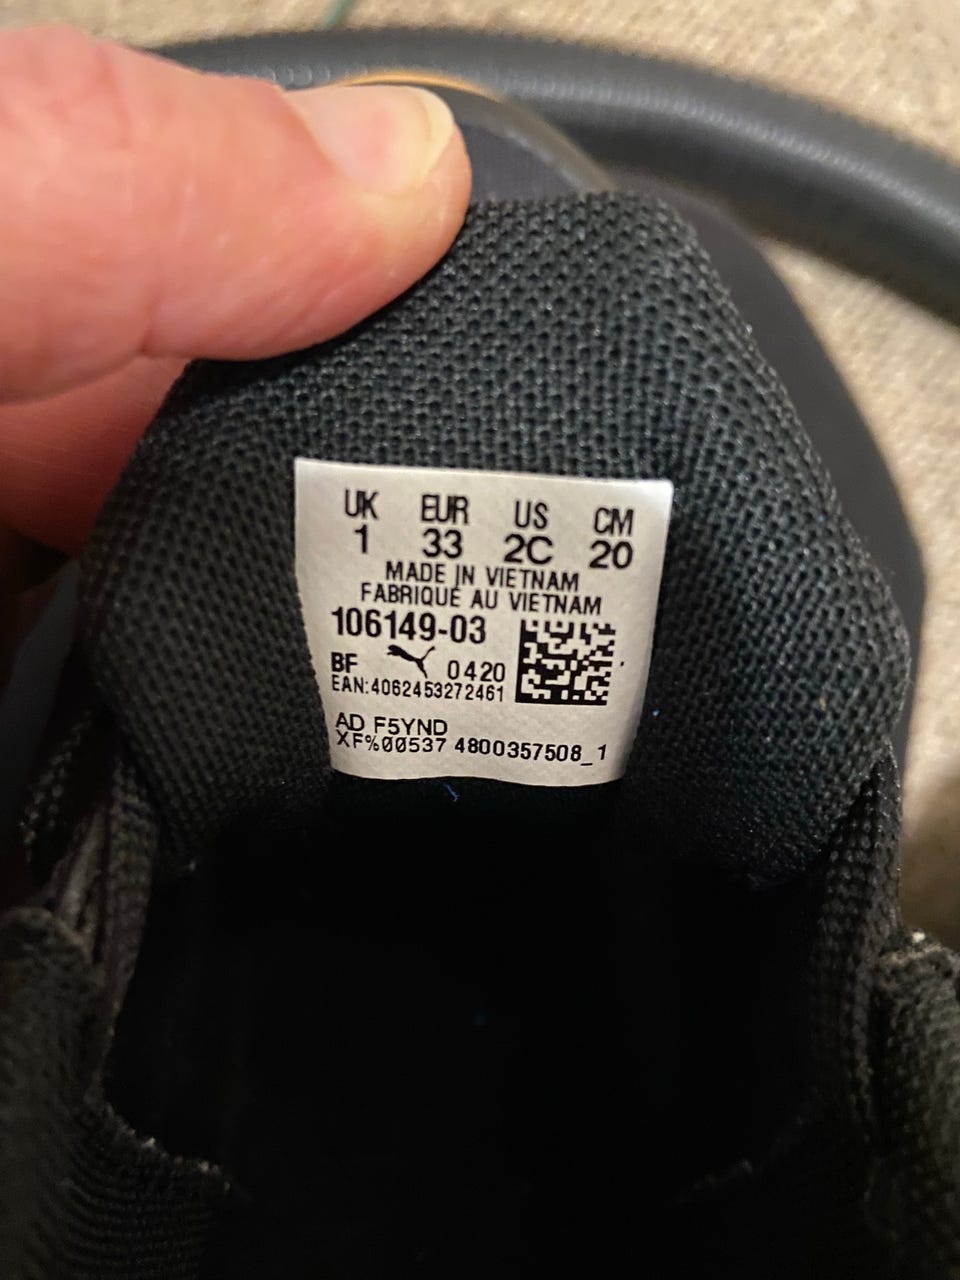 UK EUR US CM
1 33 2C 20
MADE IN VIETNAM
FABRIQUÉ AU VIETNAM
106149-03
BF 0420
EAN:4062453272461
AD F5YND
XF%00537 4800357508_1